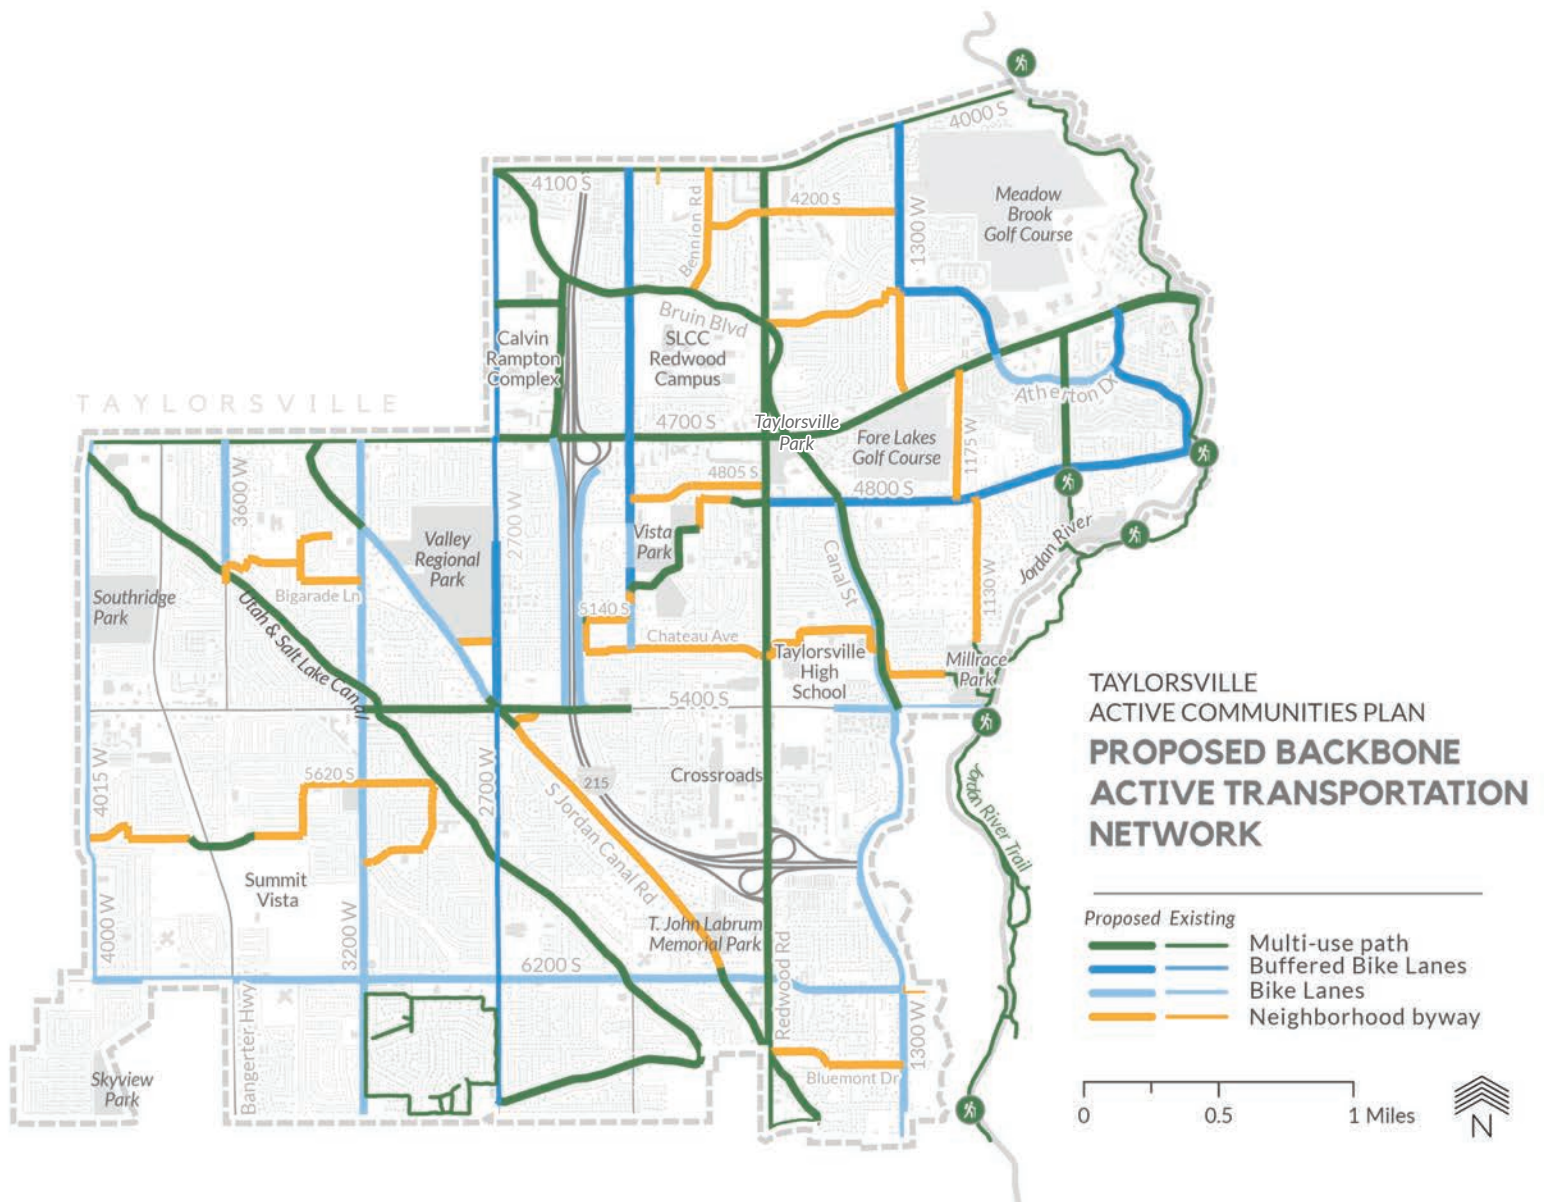 4000 S
4100 S
Bennion Rd
4200 S
1300 W
Meadow
Brook
Golf Course
Bruin Blvd
Calvin
Rampton
Complex
SLCC
Redwood
Campus
Atherton Dr
TAYLORSVILLE
4700 S
Taylorsville
Park
Fore Lakes
Golf Course
1175 W
3600 W
2700 W
4805 S
4800 S
Valley
Regional
Park
Vista
Park
Canal St
Jordan River
Southridge
Park
Bigarade Ln
Utah & Salt Lake Canal
5140 S
Chateau Ave
1130 W
Taylorsville
High
School
Millrace
Park
5400 S
4015 W
5620 S
2700 W
S Jordan Canal Rd
215
Crossroads
Jordan River Trail
Summit
Vista
4000 W
3200 W
T. John Labrum
Memorial Park
6200 S
Redwood Rd
Bangerter Hwy
1300 W
Skyview
Park
Bluemont Dr
TAYLORSVILLE
ACTIVE COMMUNITIES PLAN
PROPOSED BACKBONE
ACTIVE TRANSPORTATION
NETWORK
Proposed Existing
Multi-use path
Buffered Bike Lanes
Bike Lanes
Neighborhood byway
0 0.5 1 Miles
N